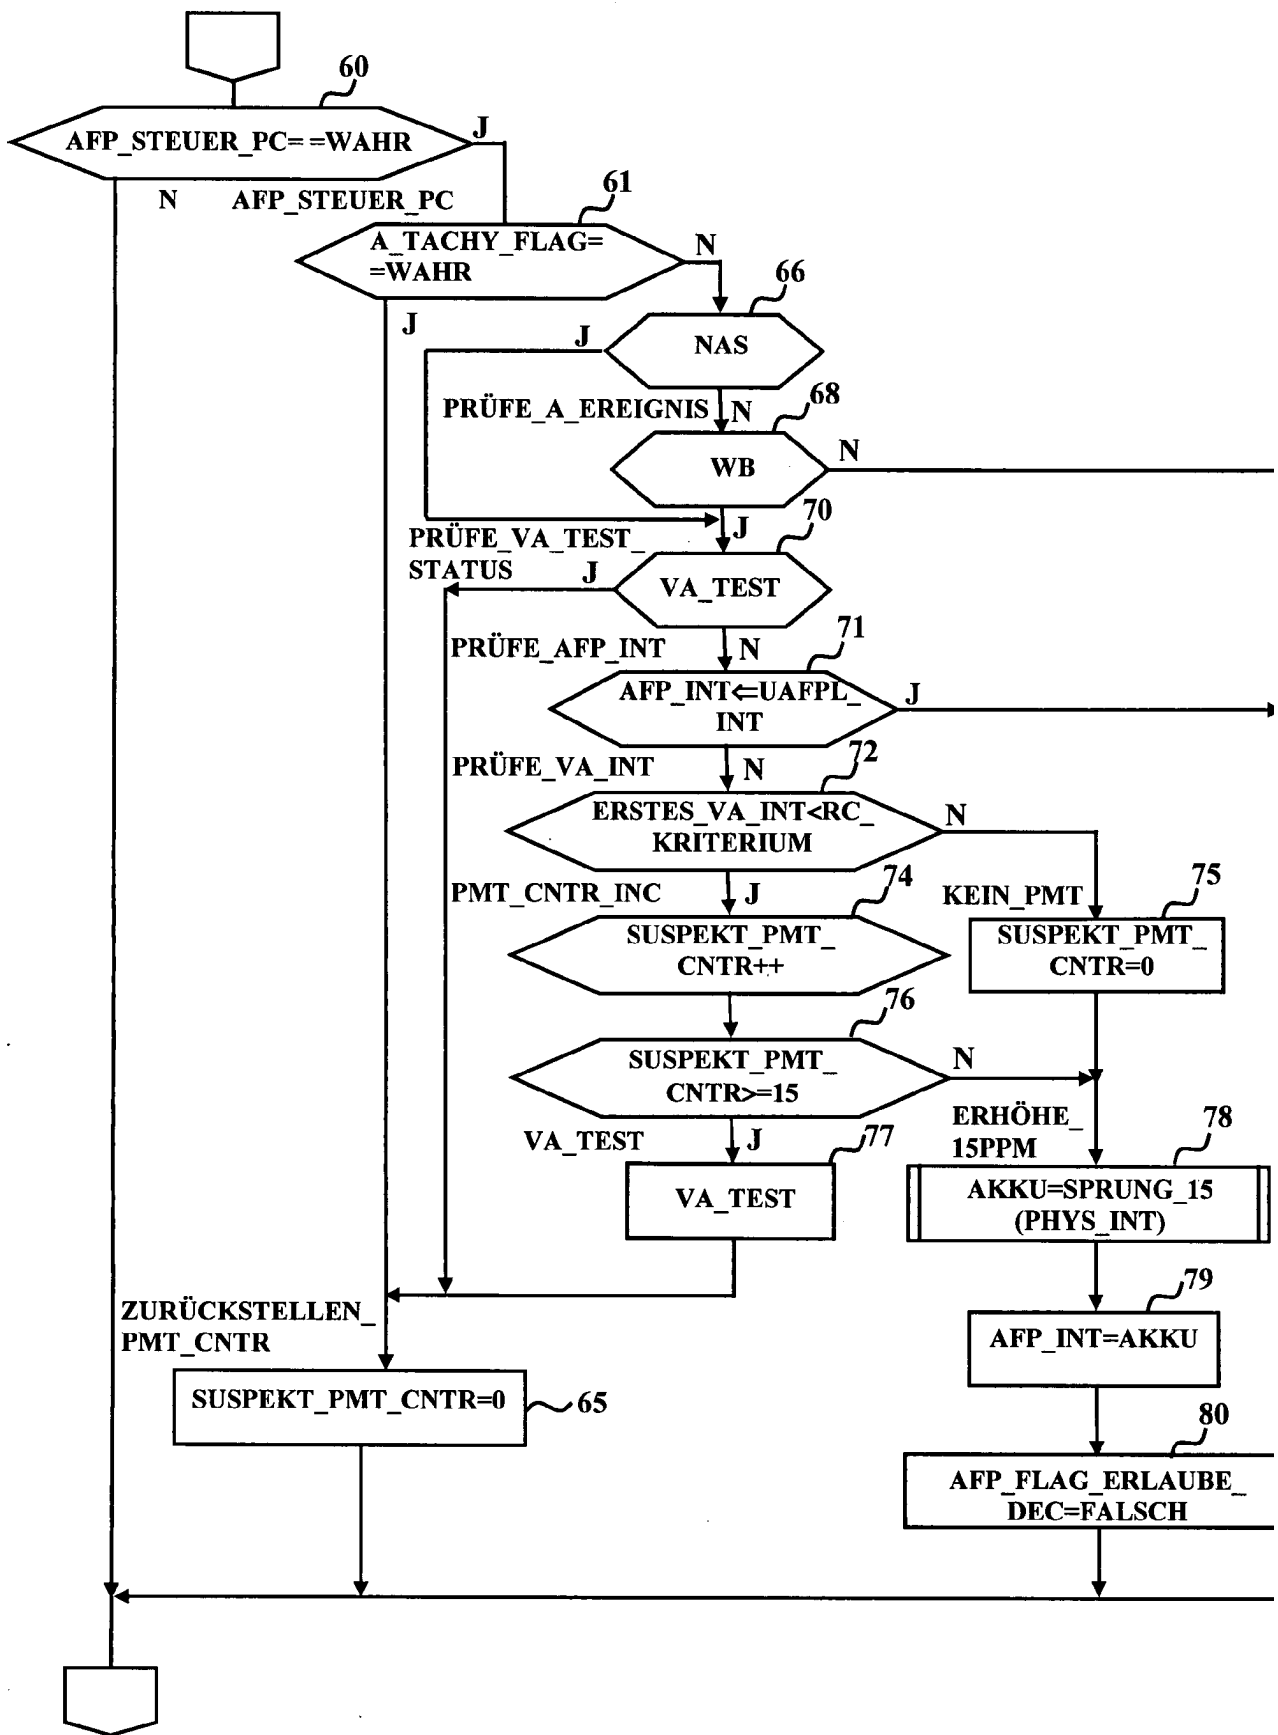 60
AFP_STEUER_PC= =WAHR
J
N
AFP_STEUER_PC
61
A_TACHY_FLAG=
=WAHR
N
J
66
NAS
J
PRÜFE_A_EREIGNIS
N
68
WB
N
J
70
PRÜFE_VA_TEST_
STATUS
J
VA_TEST
PRÜFE_AFP_INT
N
71
AFP_INT⇐UAFPL_
INT
J
PRÜFE_VA_INT
N
72
ERSTES_VA_INT<RC_
KRITERIUM
N
PMT_CNTR_INC
J
74
KEIN_PMT
75
SUSPEKT_PMT_
CNTR++
SUSPEKT_PMT_
CNTR=0
76
SUSPEKT_PMT_
CNTR>=15
N
VA_TEST
J
77
ERHÖHE_
15PPM
78
VA_TEST
AKKU=SPRUNG_15
(PHYS_INT)
79
ZURÜCKSTELLEN_
PMT_CNTR
AFP_INT=AKKU
SUSPEKT_PMT_CNTR=0
65
80
AFP_FLAG_ERLAUBE_
DEC=FALSCH